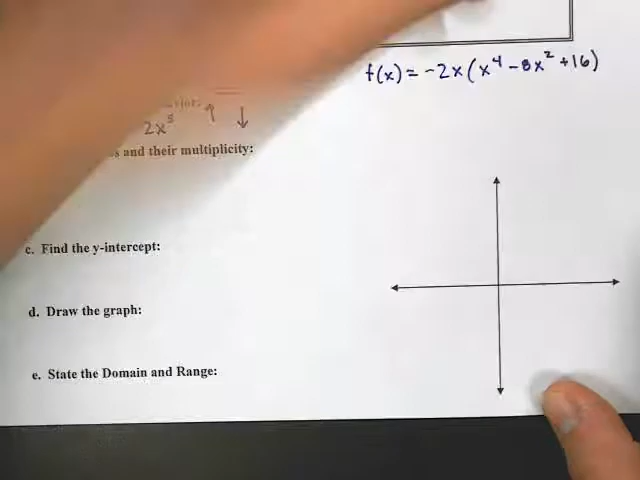 f(x) = -2x(x⁴ - 8x² + 16)
2x⁵ ↑ ↓
and their multiplicity:
c. Find the y-intercept:
d. Draw the graph:
e. State the Domain and Range: